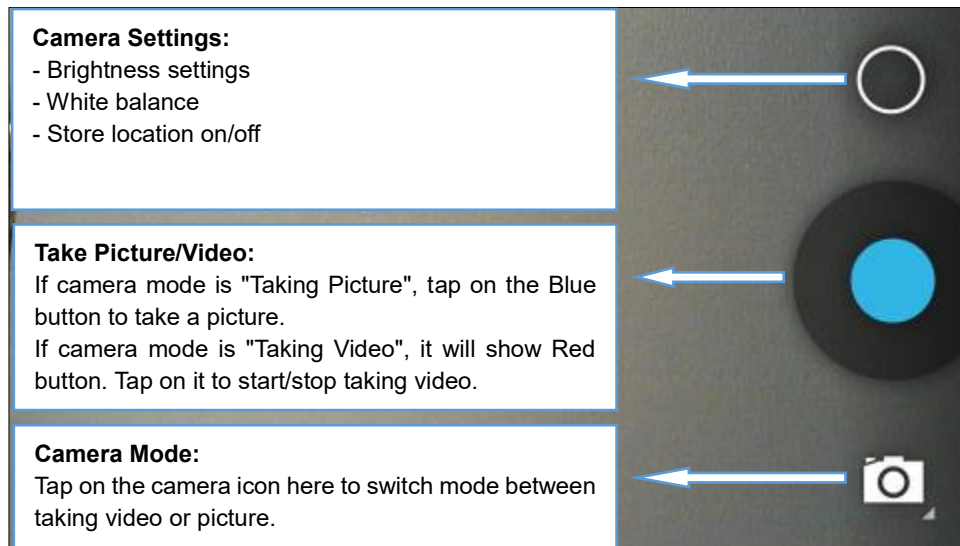 Camera Settings:
- Brightness settings
- White balance
- Store location on/off
Take Picture/Video:
If camera mode is "Taking Picture", tap on the Blue
button to take a picture.
If camera mode is "Taking Video", it will show Red
button. Tap on it to start/stop taking video.
Camera Mode:
Tap on the camera icon here to switch mode between
taking video or picture.